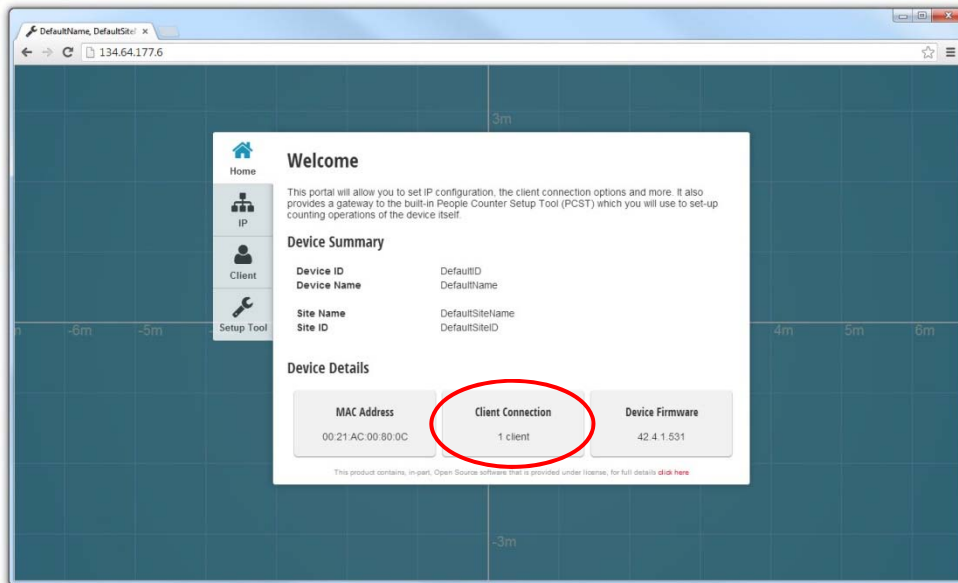 DefaultName, DefaultSite
134.64.177.6
3m
Home
IP
Client
Setup Tool
Welcome
This portal will allow you to set IP configuration, the client connection options and more. It also
provides a gateway to the built-in People Counter Setup Tool (PCST) which you will use to set-up
counting operations of the device itself.
Device Summary
Device ID DefaultID
Device Name DefaultName
Site Name DefaultSiteName
Site ID DefaultSiteID
-6m -5m 4m 5m 6m
Device Details
MAC Address Client Connection Device Firmware
00:21:AC:00:80:0C 1 client 42.4.1.531
This product contains, in-part, Open Source software that is provided under license, for full details click here
-3m